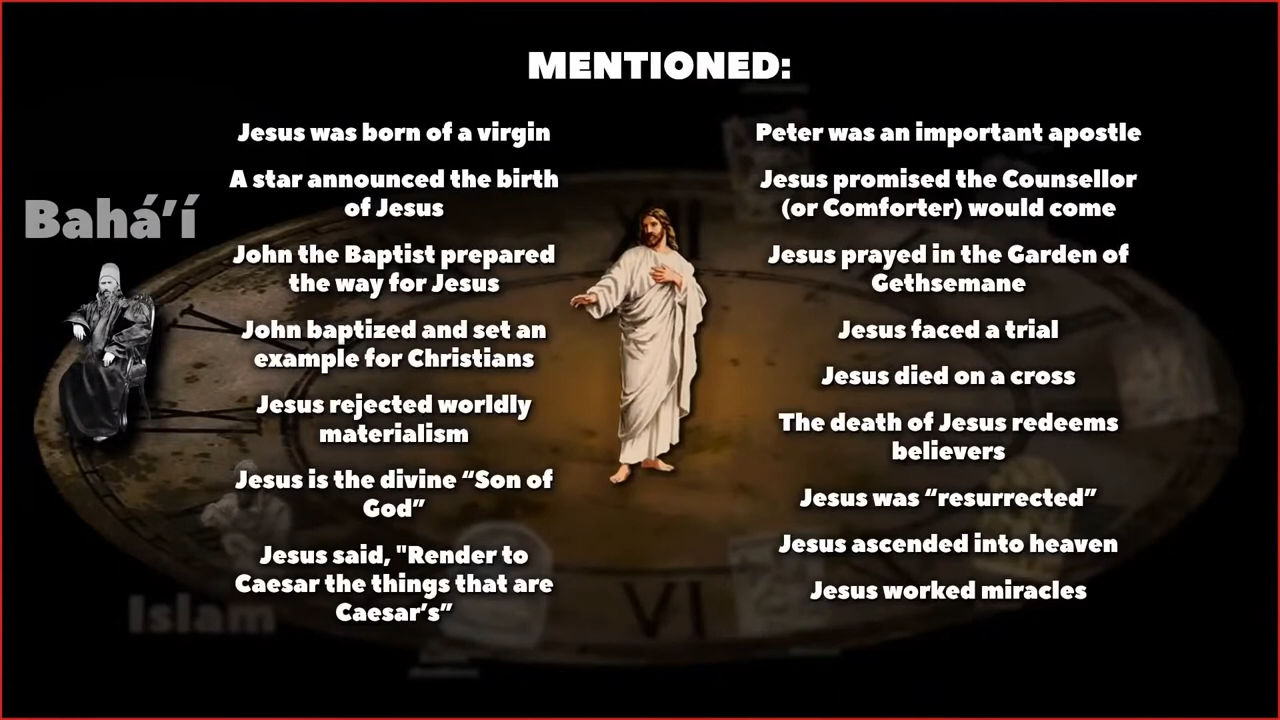 MENTIONED:
Jesus was born of a virgin
A star announced the birth
of Jesus
John the Baptist prepared
the way for Jesus
John baptized and set an
example for Christians
Jesus rejected worldly
materialism
Jesus is the divine “Son of
God”
Jesus said, "Render to
Caesar the things that are
Caesar’s”
Peter was an important apostle
Jesus promised the Counsellor
(or Comforter) would come
Jesus prayed in the Garden of
Gethsemane
Jesus faced a trial
Jesus died on a cross
The death of Jesus redeems
believers
Jesus was “resurrected”
Jesus ascended into heaven
Jesus worked miracles
Bahá’í
Islam
XII
VI